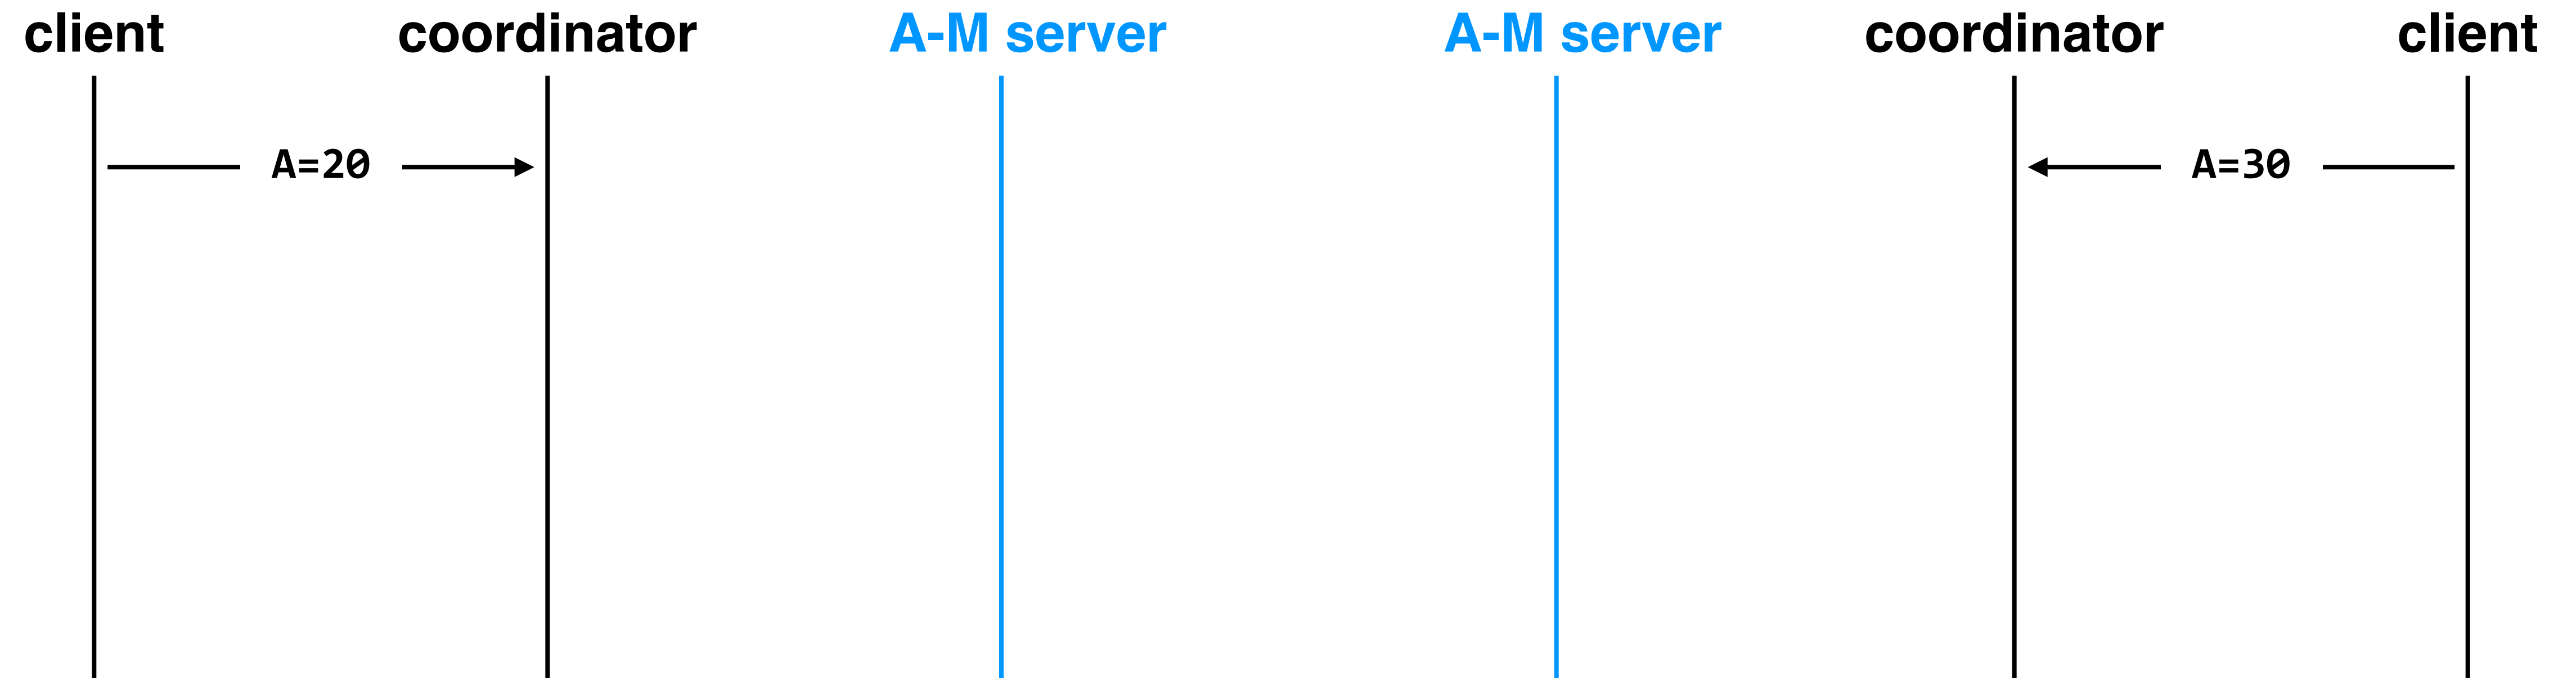 client coordinator A-M server A-M server coordinator client
A=20 A=30